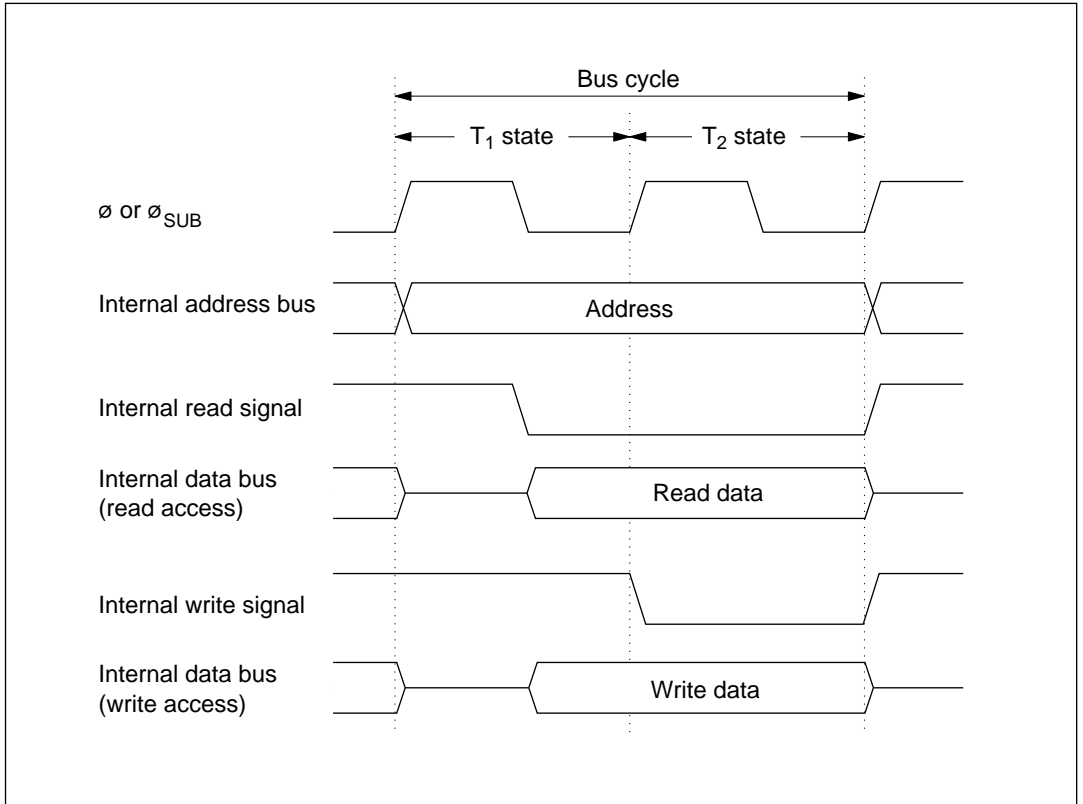 Bus cycle
T1 state
T2 state
ø or øSUB
Internal address bus
Address
Internal read signal
Internal data bus
(read access)
Read data
Internal write signal
Internal data bus
(write access)
Write data